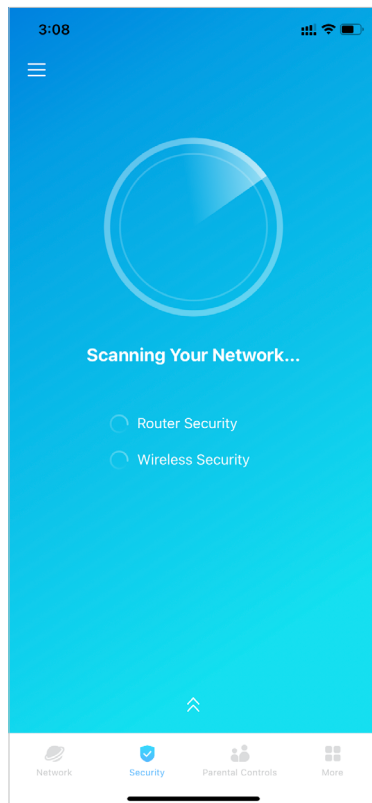 3:08
Scanning Your Network...
Router Security
Wireless Security
Network Security Parental Controls More